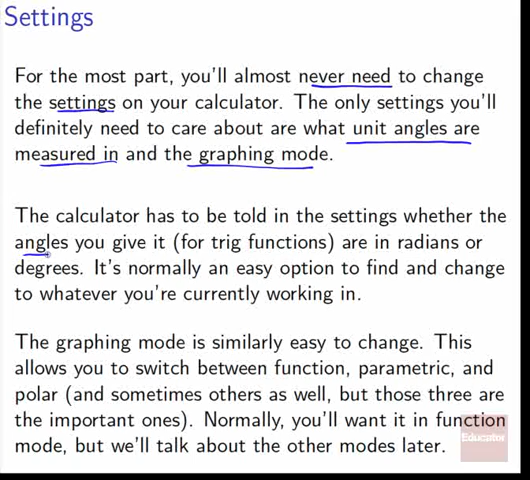 Settings
For the most part, you'll almost never need to change
the settings on your calculator. The only settings you'll
definitely need to care about are what unit angles are
measured in and the graphing mode.
The calculator has to be told in the settings whether the
angles you give it (for trig functions) are in radians or
degrees. It's normally an easy option to find and change
to whatever you're currently working in.
The graphing mode is similarly easy to change. This
allows you to switch between function, parametric, and
polar (and sometimes others as well, but those three are
the important ones). Normally, you'll want it in function
mode, but we'll talk about the other modes later.
Educator